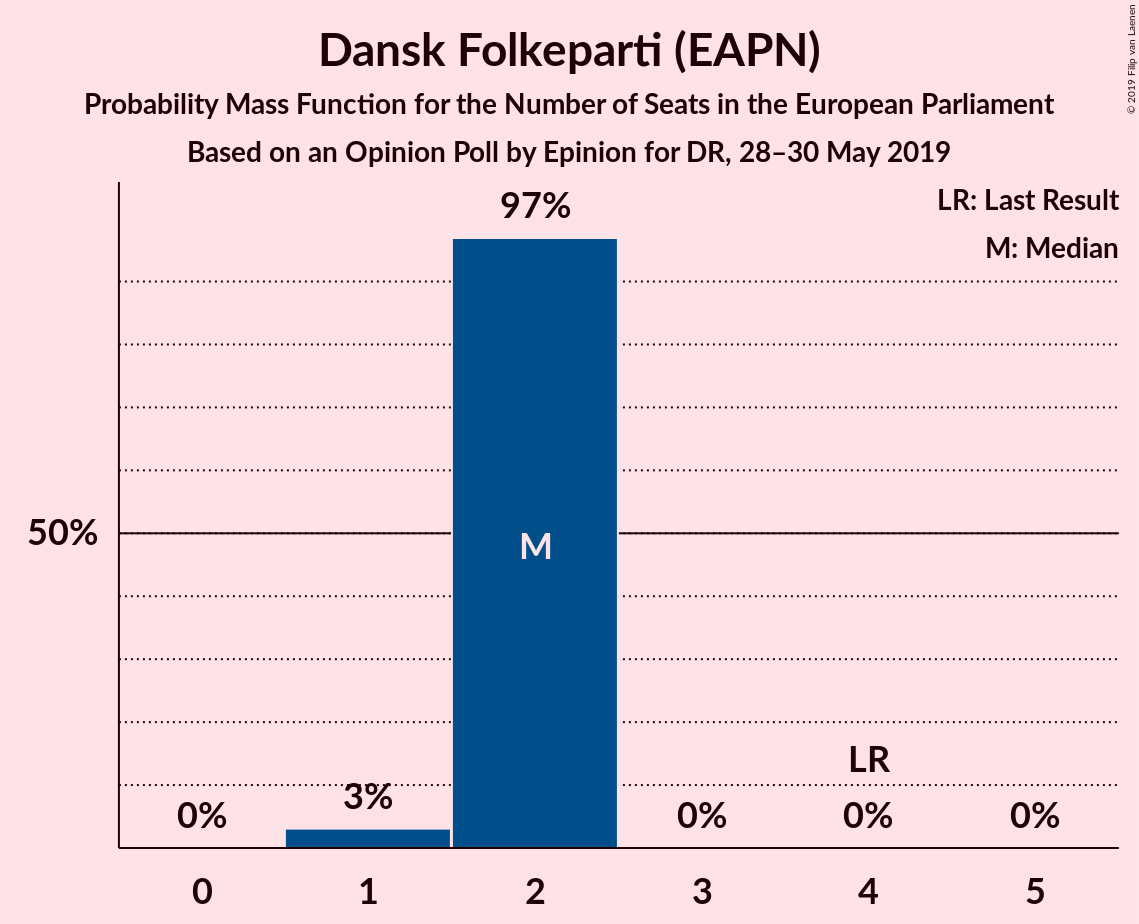 Dansk Folkeparti (EAPN)
Probability Mass Function for the Number of Seats in the European Parliament
Based on an Opinion Poll by Epinion for DR, 28–30 May 2019
© 2019 Filip van Laenen
LR: Last Result
M: Median
97%
50%
M
LR
0%
3%
0%
0%
0%
0
1
2
3
4
5